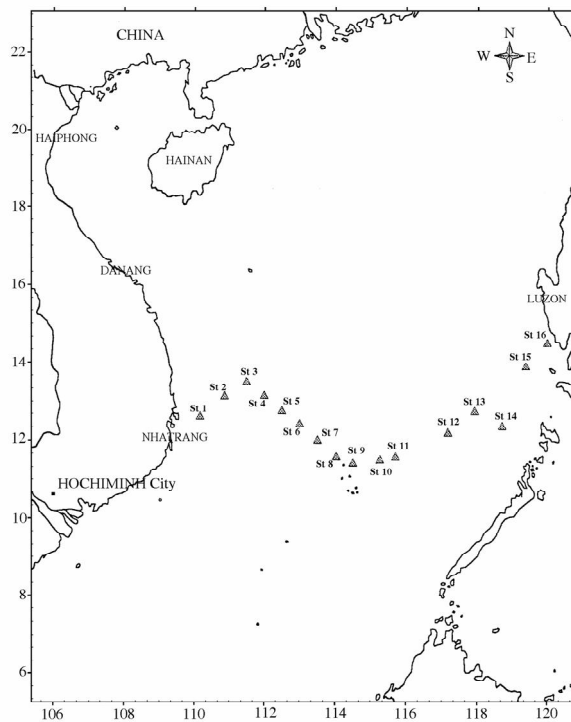 CHINA
N
W E
S
22
HAIPHONG
20
HAINAN
18
DANANG
16
LUZON
St 16
14
St 15
St 3
St 2
St 4
St 5
St 13
St 1
St 6
St 7
St 12
St 14
NHATRANG
12
St 9
St 11
St 8
St 10
HOCHIMINH City
10
8
6
106 108 110 112 114 116 118 120